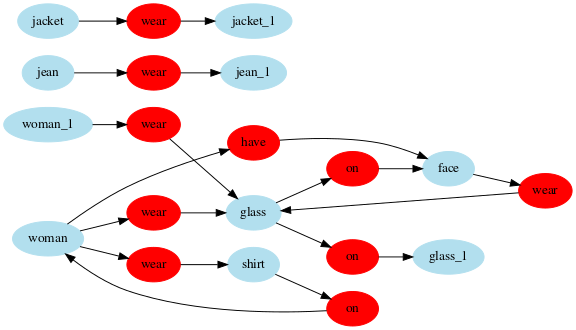 jacket wear jacket_1
jean wear jean_1
woman_1 wear
have
on face
wear
woman wear glass
on glass_1
wear shirt
on